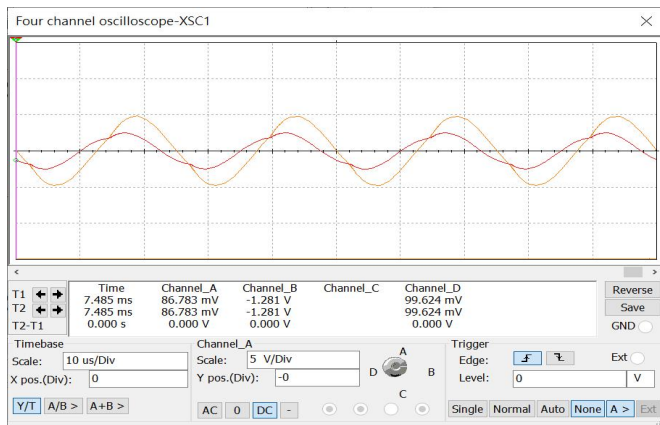 Four channel oscilloscope-XSC1
Time Channel_A Channel_B Channel_C Channel_D
T1 7.485 ms 86.783 mV -1.281 V 99.624 mV
T2 7.485 ms 86.783 mV -1.281 V 99.624 mV
T2-T1 0.000 s 0.000 V 0.000 V 0.000 V
Reverse
Save
GND
Timebase
Scale: 10 us/Div
X pos.(Div): 0
Y/T A/B > A+B >
Channel_A
Scale: 5 V/Div
Y pos.(Div): -0
AC 0 DC -
A
D B
C
Trigger
Edge: Ext
Level: 0 V
Single Normal Auto None A > Ext